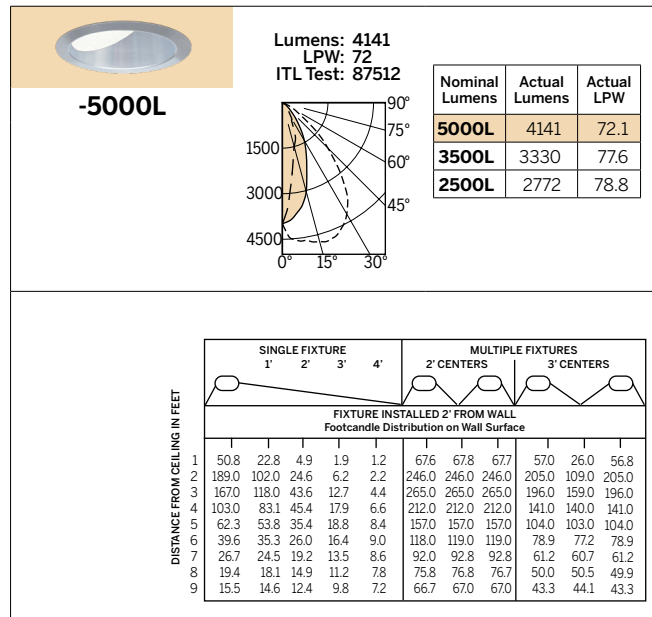 -5000L
Lumens: 4141
LPW: 72
ITL Test: 87512
90°
75°
60°
45°
1500
3000
4500
0° 15° 30°
Nominal Lumens Actual Lumens Actual LPW
5000L 4141 72.1
3500L 3330 77.6
2500L 2772 78.8
SINGLE FIXTURE MULTIPLE FIXTURES
1' 2' 3' 4' 2' CENTERS 3' CENTERS
FIXTURE INSTALLED 2' FROM WALL
Footcandle Distribution on Wall Surface
DISTANCE FROM CEILING IN FEET
1 50.8 22.8 4.9 1.9 1.2 67.6 67.8 67.7 57.0 26.0 56.8
2 189.0 102.0 24.6 6.2 2.2 246.0 246.0 246.0 205.0 109.0 205.0
3 167.0 118.0 43.6 12.7 4.4 265.0 265.0 265.0 196.0 159.0 196.0
4 103.0 83.1 45.4 17.9 6.6 212.0 212.0 212.0 141.0 140.0 141.0
5 62.3 53.8 35.4 18.8 8.4 157.0 157.0 157.0 104.0 103.0 104.0
6 39.6 35.3 26.0 16.4 9.0 118.0 119.0 119.0 78.9 77.2 78.9
7 26.7 24.5 19.2 13.5 8.6 92.0 92.8 92.8 61.2 60.7 61.2
8 19.4 18.1 14.9 11.2 7.8 75.8 76.8 76.7 50.0 50.5 49.9
9 15.5 14.6 12.4 9.8 7.2 66.7 67.0 67.0 43.3 44.1 43.3